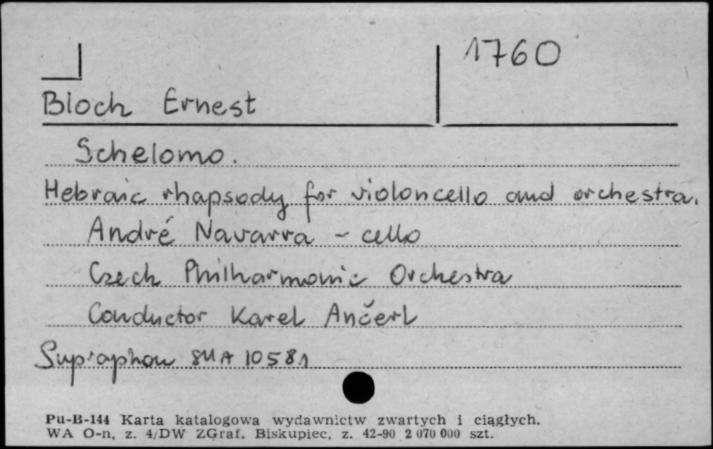 1760
Bloch Ernest
Schelomo.
Hebraic rhapsody for violoncello and orchestra.
André Navarra - cello
Czech Philharmonic Orchestra
Conductor Karel Ančerl
Supraphon SUA 10581
Pu-B-144 Karta katalogowa wydawnictw zwartych i ciągłych.
WA O-n, z. 4/DW ZGraf. Biskupiec, z. 42-90 2 070 000 szt.